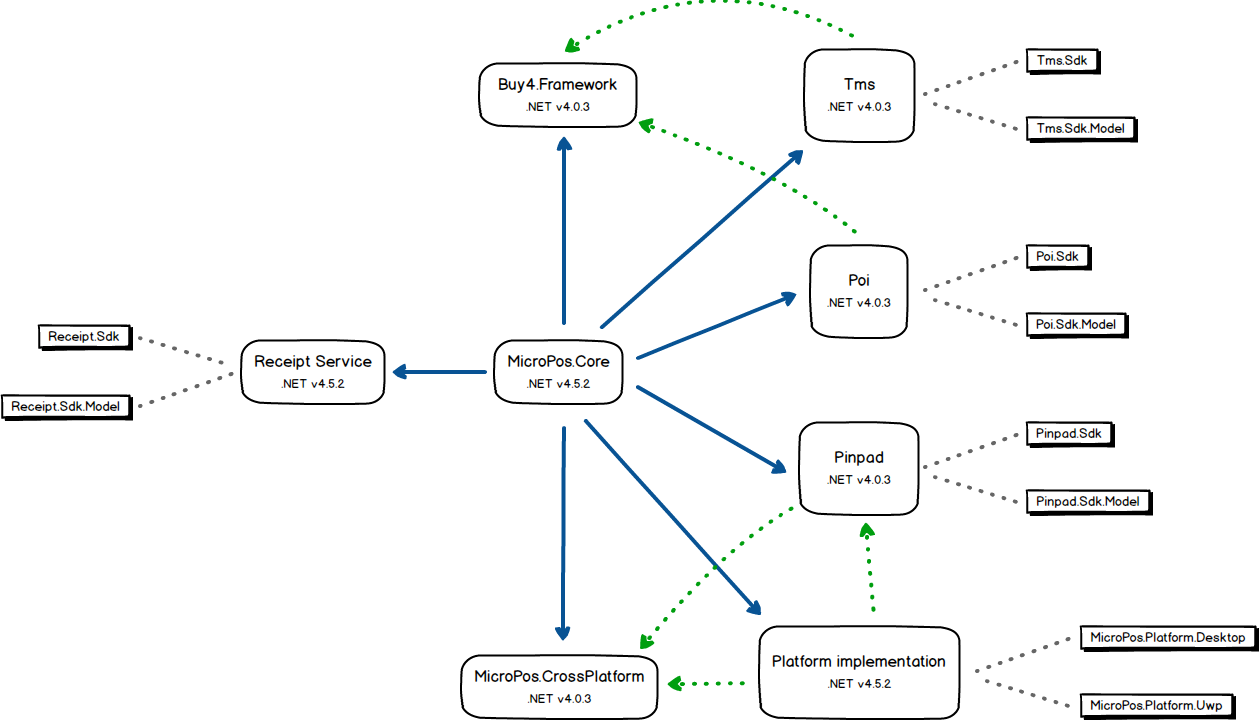 Buy4.Framework
.NET v4.0.3
Tms
.NET v4.0.3
Tms.Sdk
Tms.Sdk.Model
Poi
.NET v4.0.3
Poi.Sdk
Poi.Sdk.Model
Receipt.Sdk
Receipt.Sdk.Model
Receipt Service
.NET v4.5.2
MicroPos.Core
.NET v4.5.2
Pinpad
.NET v4.0.3
Pinpad.Sdk
Pinpad.Sdk.Model
MicroPos.CrossPlatform
.NET v4.0.3
Platform implementation
.NET v4.5.2
MicroPos.Platform.Desktop
MicroPos.Platform.Uwp